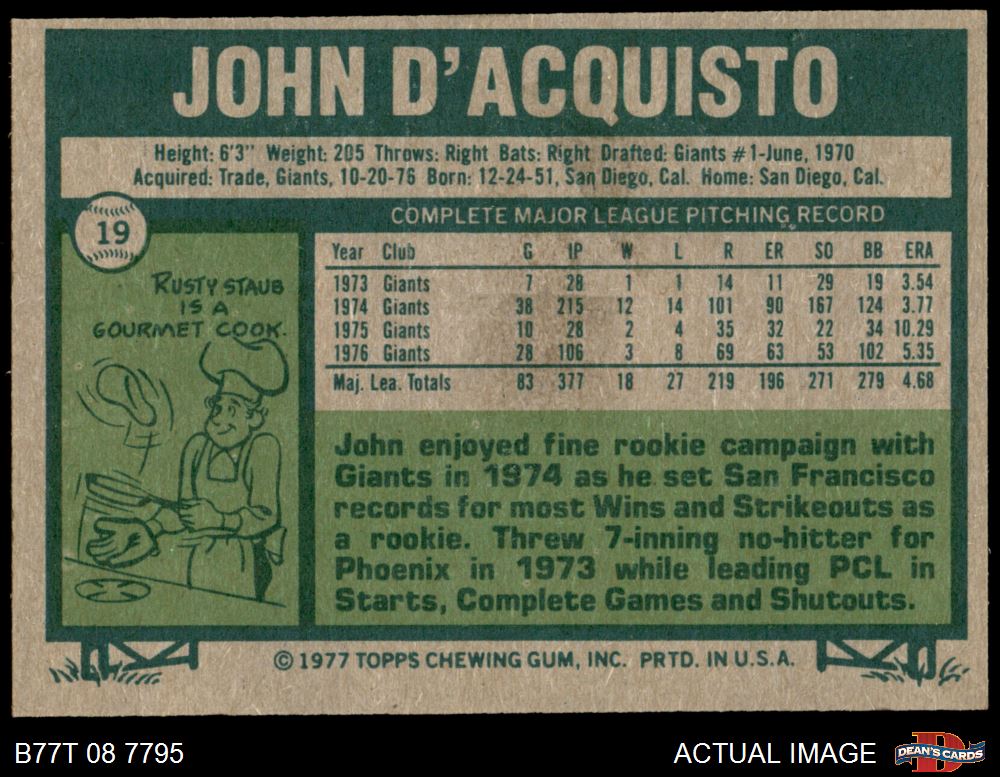 JOHN D'ACQUISTO
Height: 6'3" Weight: 205 Throws: Right Bats: Right Drafted: Giants #1-June, 1970
Acquired: Trade, Giants, 10-20-76 Born: 12-24-51, San Diego, Cal. Home: San Diego, Cal.
19
COMPLETE MAJOR LEAGUE PITCHING RECORD
Year Club G IP W L R ER SO BB ERA
1973 Giants 7 28 1 1 14 11 29 19 3.54
1974 Giants 38 215 12 14 101 90 167 124 3.77
1975 Giants 10 28 2 4 35 32 22 34 10.29
1976 Giants 28 106 3 8 69 63 53 102 5.35
Maj. Lea. Totals 83 377 18 27 219 196 271 279 4.68
RUSTY STAUB
IS A
GOURMET COOK.
John enjoyed fine rookie campaign with
Giants in 1974 as he set San Francisco
records for most Wins and Strikeouts as
a rookie. Threw 7-inning no-hitter for
Phoenix in 1973 while leading PCL in
Starts, Complete Games and Shutouts.
© 1977 TOPPS CHEWING GUM, INC. PRTD. IN U.S.A.
B77T 08 7795
ACTUAL IMAGE
D
DEAN'S CARDS